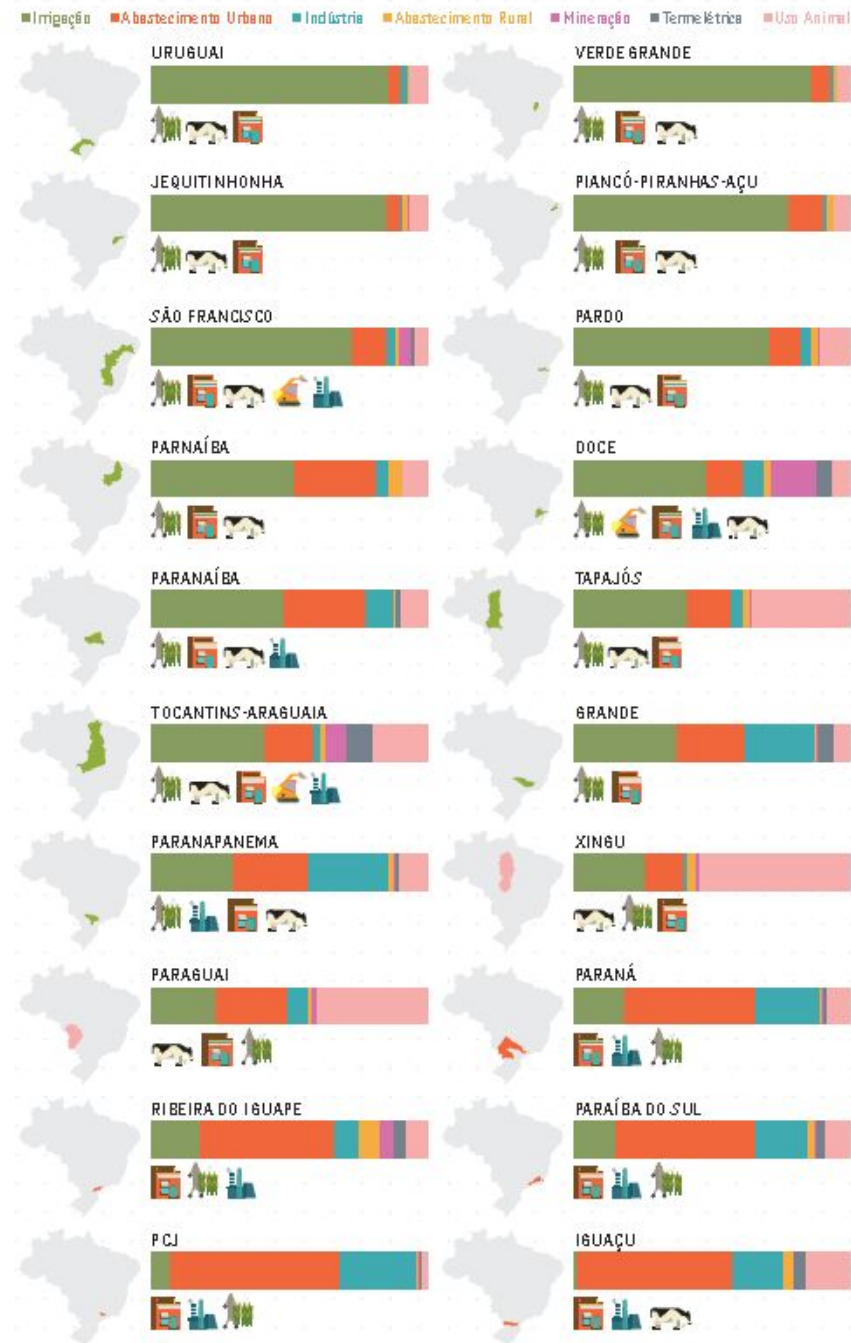 Irrigação Abastecimento Urbano Indústria Abastecimento Rural Mineração Termelétrica Uso Animal
URUGUAI
VERDE GRANDE
JEQUITINHONHA
PIANCÓ-PIRANHAS-AÇU
SÃO FRANCISCO
PARDO
PARNAÍBA
DOCE
PARANAÍBA
TAPAJÓS
TOCANTINS-ARAGUAIA
GRANDE
PARANAPANEMA
XINGU
PARAGUAI
PARANÁ
RIBEIRA DO IGUAPE
PARAÍBA DO SUL
PCJ
IGUAÇU